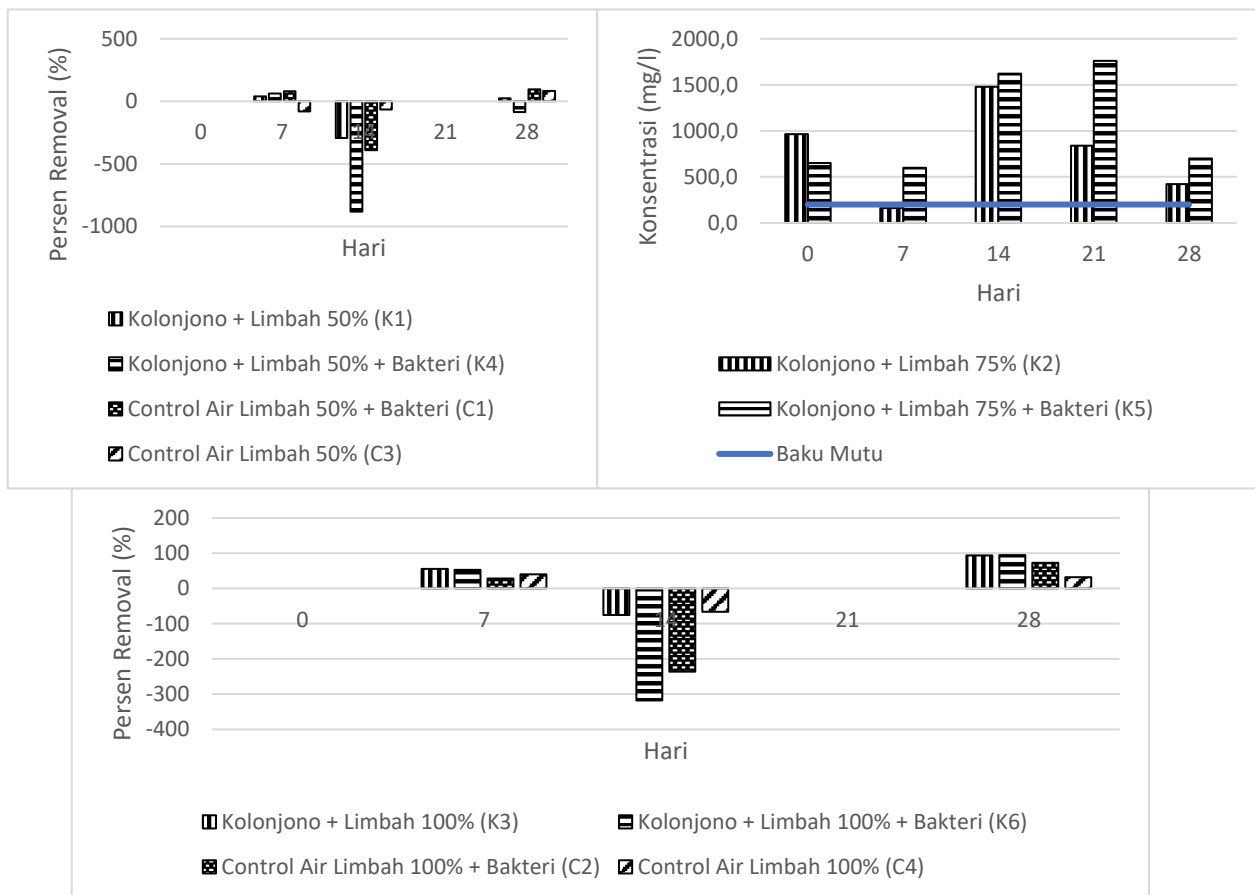 Persen Removal (%)
500
0
-500
-1000
0
7
14
21
28
Hari
Kolonjono + Limbah 50% (K1)
Kolonjono + Limbah 50% + Bakteri (K4)
Control Air Limbah 50% + Bakteri (C1)
Control Air Limbah 50% (C3)
Konsentrasi (mg/l)
2000,0
1500,0
1000,0
500,0
0,0
0
7
14
21
28
Hari
Kolonjono + Limbah 75% (K2)
Kolonjono + Limbah 75% + Bakteri (K5)
Baku Mutu
Persen Removal (%)
200
100
0
-100
-200
-300
-400
0
7
14
21
28
Hari
Kolonjono + Limbah 100% (K3)
Kolonjono + Limbah 100% + Bakteri (K6)
Control Air Limbah 100% + Bakteri (C2)
Control Air Limbah 100% (C4)